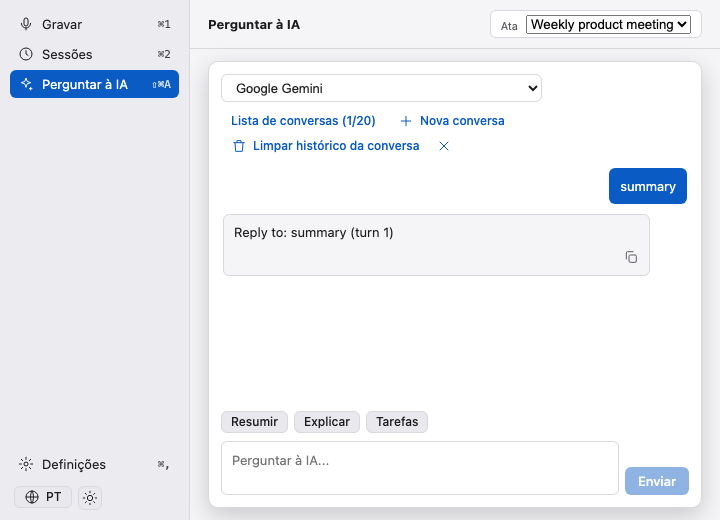 Gravar ⌘1
Sessões ⌘2
Perguntar à IA ⇧⌘A
Definições ⌘,
PT
Perguntar à IA
Ata Weekly product meeting
Google Gemini
Lista de conversas (1/20) Nova conversa
Limpar histórico da conversa
summary
Reply to: summary (turn 1)
Resumir Explicar Tarefas
Perguntar à IA...
Enviar